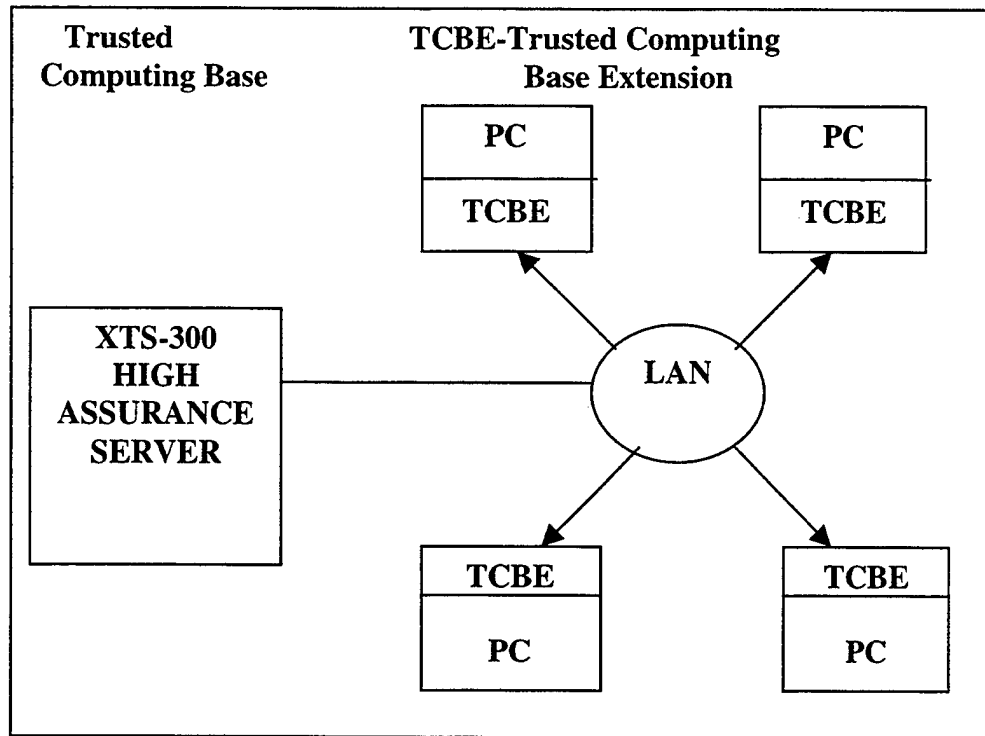 Trusted
Computing Base
TCBE-Trusted Computing
Base Extension
PC
TCBE
PC
TCBE
XTS-300
HIGH
ASSURANCE
SERVER
LAN
TCBE
PC
TCBE
PC